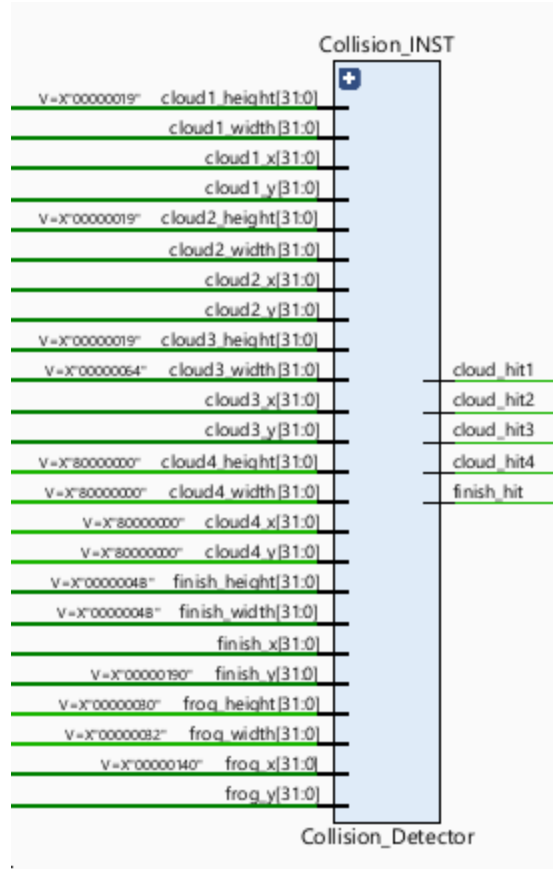 Collision_INST
V=X"00000019" cloud1_height[31:0]
cloud1_width[31:0]
cloud1_x[31:0]
cloud1_y[31:0]
V=X"00000019" cloud2_height[31:0]
cloud2_width[31:0]
cloud2_x[31:0]
cloud2_y[31:0]
V=X"00000019" cloud3_height[31:0]
V=X"00000064" cloud3_width[31:0] cloud_hit1
cloud3_x[31:0] cloud_hit2
cloud3_y[31:0] cloud_hit3
V=X"80000000" cloud4_height[31:0] cloud_hit4
V=X"80000000" cloud4_width[31:0] finish_hit
V=X"80000000" cloud4_x[31:0]
V=X"80000000" cloud4_y[31:0]
V=X"0000004B" finish_height[31:0]
V=X"0000004B" finish_width[31:0]
finish_x[31:0]
V=X"00000190" finish_y[31:0]
frog_height[31:0]
V=X"00000032" frog_width[31:0]
V=X"00000140" frog_x[31:0]
frog_y[31:0]
Collision_Detector